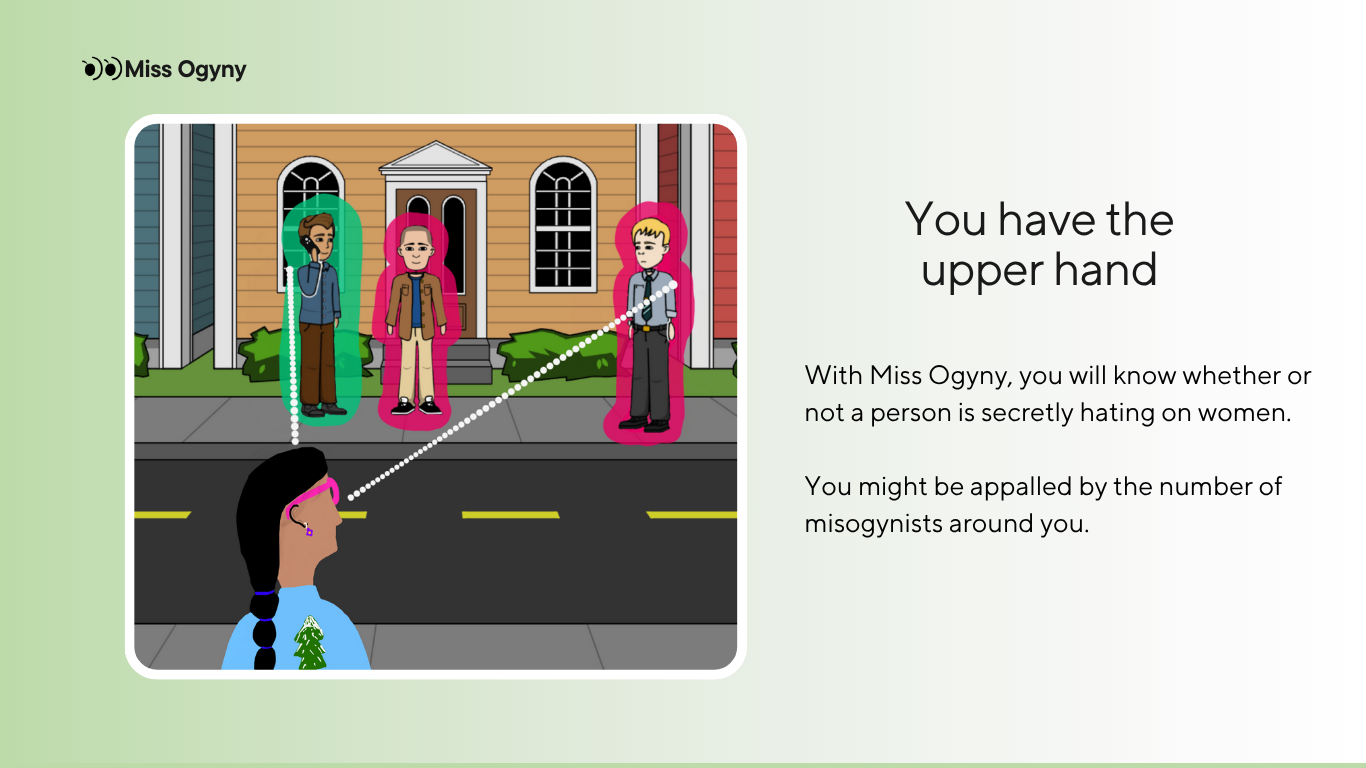 Miss Ogyny
You have the
upper hand
With Miss Ogyny, you will know whether or
not a person is secretly hating on women.
You might be appalled by the number of
misogynists around you.